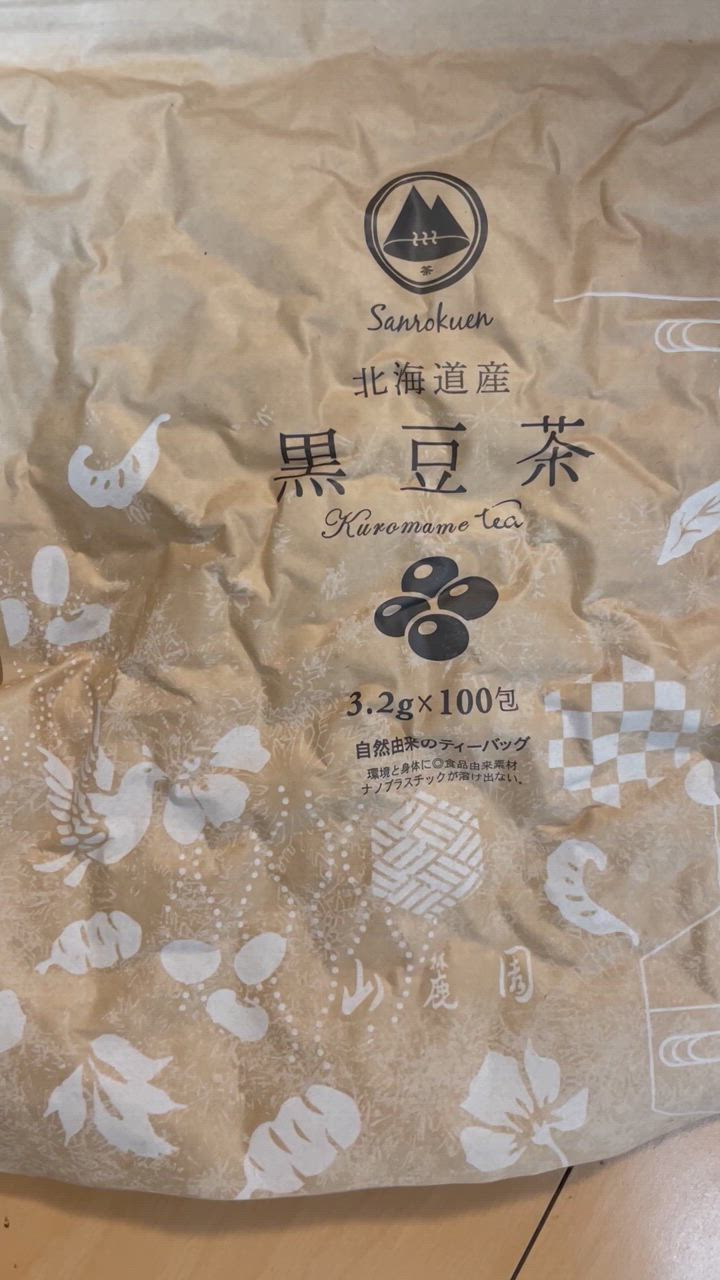 茶
Sanrokuen
北海道産
黒豆茶
Kuromame tea
3.2g×100包
自然由来のティーバッグ
環境と身体に◎食品由来素材
ナノプラスチックが溶け出ない。
山麓園